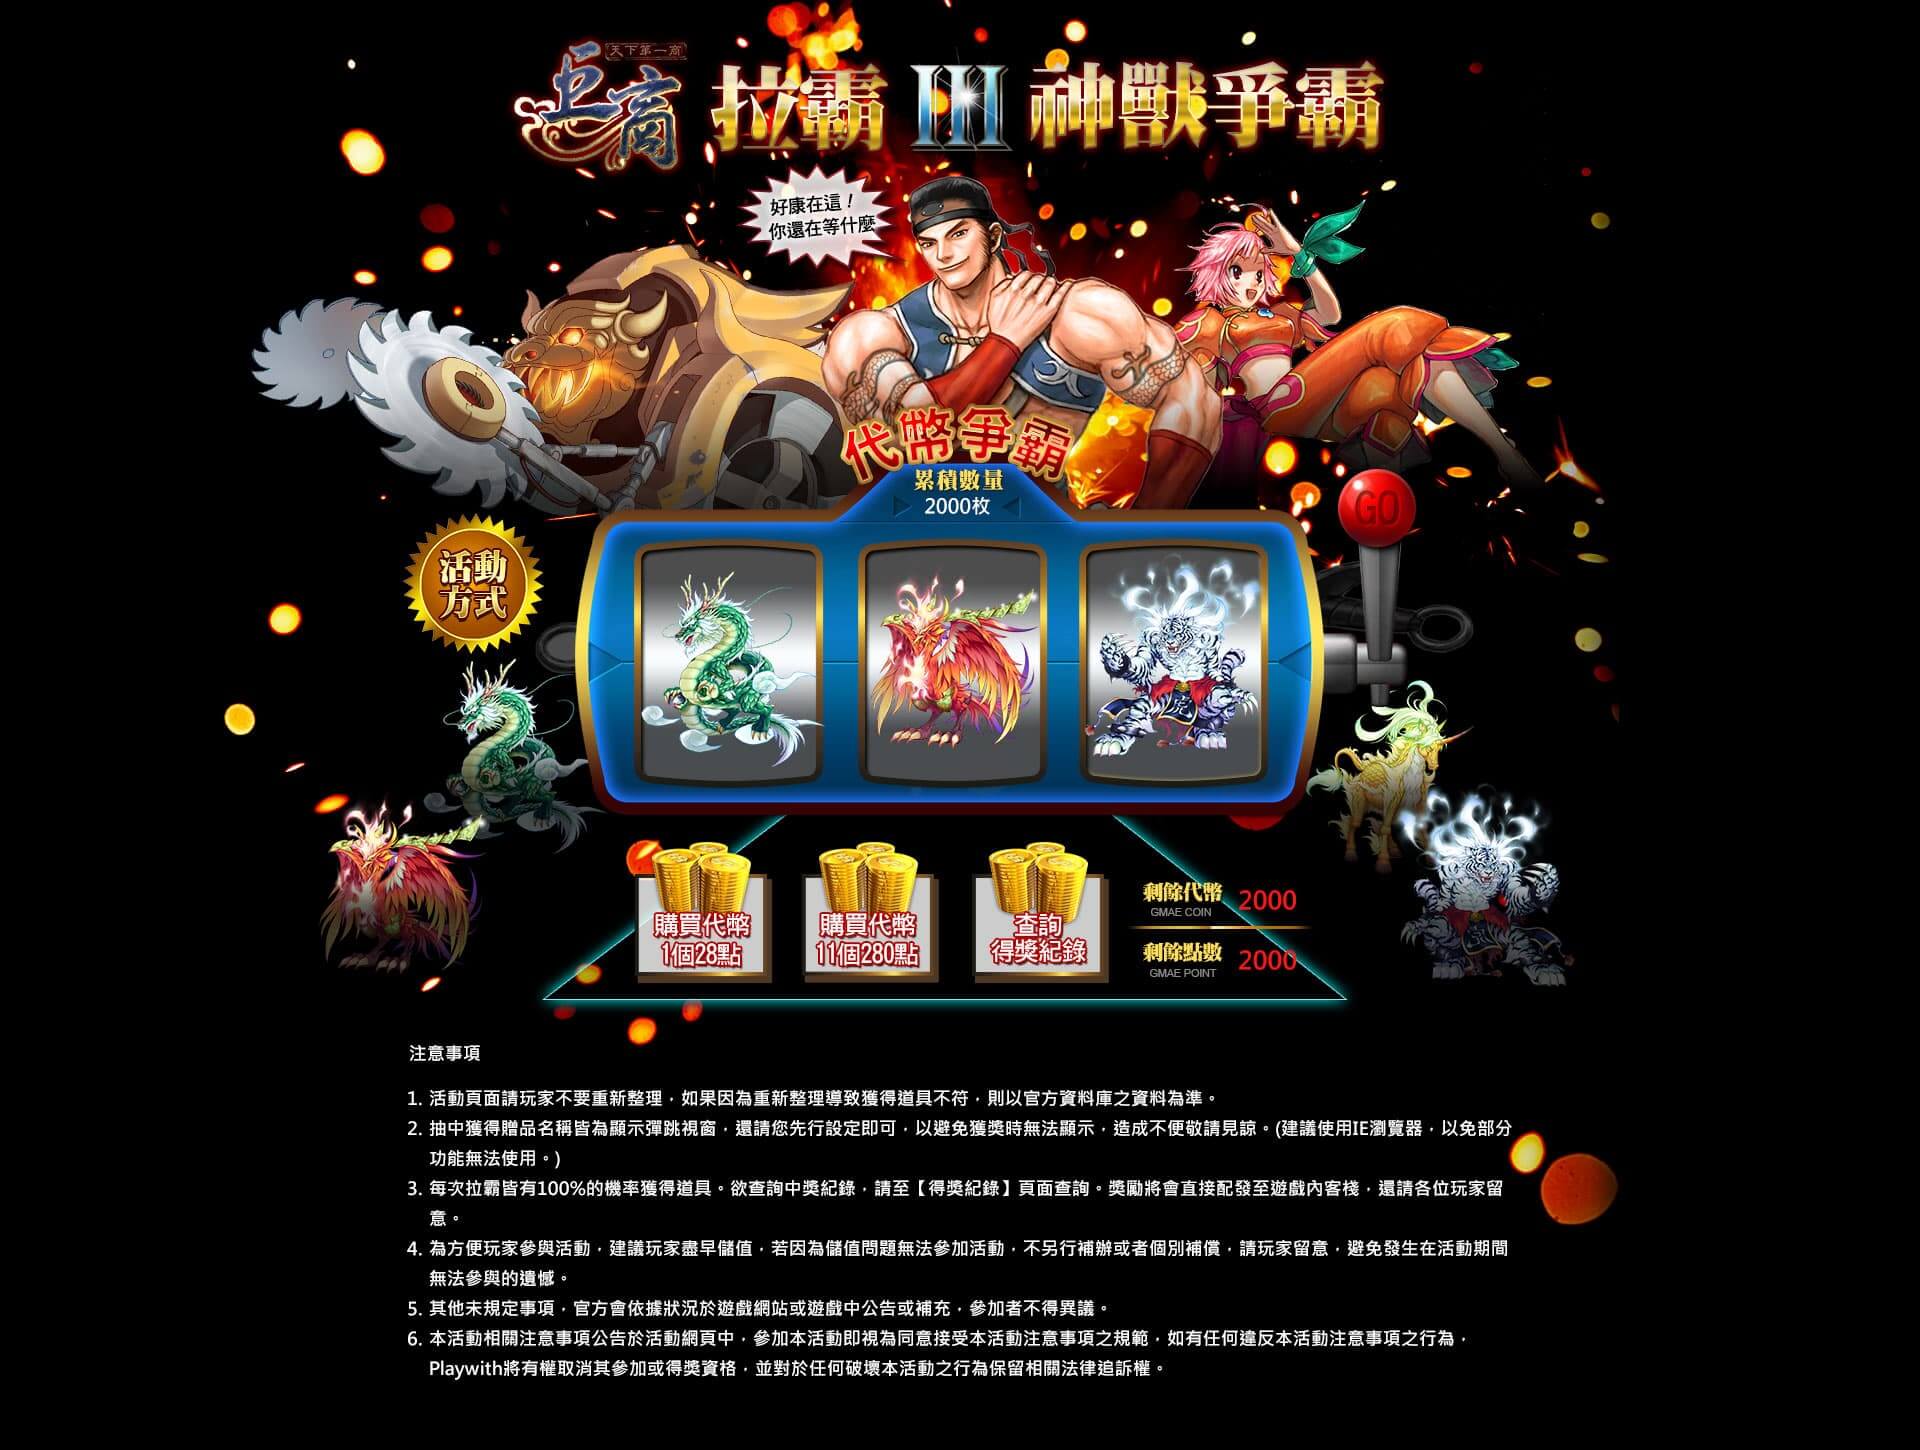 天下第一商
巨商 拉霸 III 神獸爭霸
好康在這！
你還在等什麼
代幣爭霸
累積數量
2000枚
GO
活動
方式
購買代幣
1個28點
購買代幣
11個280點
查詢
得獎紀錄
剩餘代幣 2000
GMAE COIN
剩餘點數 2000
GMAE POINT
注意事項
1. 活動頁面請玩家不要重新整理，如果因為重新整理導致獲得道具不符，則以官方資料庫之資料為準。
2. 抽中獲得贈品名稱皆為顯示彈跳視窗，還請您先行設定即可，以避免獲獎時無法顯示，造成不便敬請見諒。(建議使用IE瀏覽器，以免部分
功能無法使用。)
3. 每次拉霸皆有100%的機率獲得道具。欲查詢中獎紀錄，請至【得獎紀錄】頁面查詢。獎勵將會直接配發至遊戲內客棧，還請各位玩家留
意。
4. 為方便玩家參與活動，建議玩家盡早儲值，若因為儲值問題無法參加活動，不另行補辦或者個別補償，請玩家留意，避免發生在活動期間
無法參與的遺憾。
5. 其他未規定事項，官方會依據狀況於遊戲網站或遊戲中公告或補充，參加者不得異議。
6. 本活動相關注意事項公告於活動網頁中，參加本活動即視為同意接受本活動注意事項之規範，如有任何違反本活動注意事項之行為，
Playwith將有權取消其參加或得獎資格，並對於任何破壞本活動之行為保留相關法律追訴權。